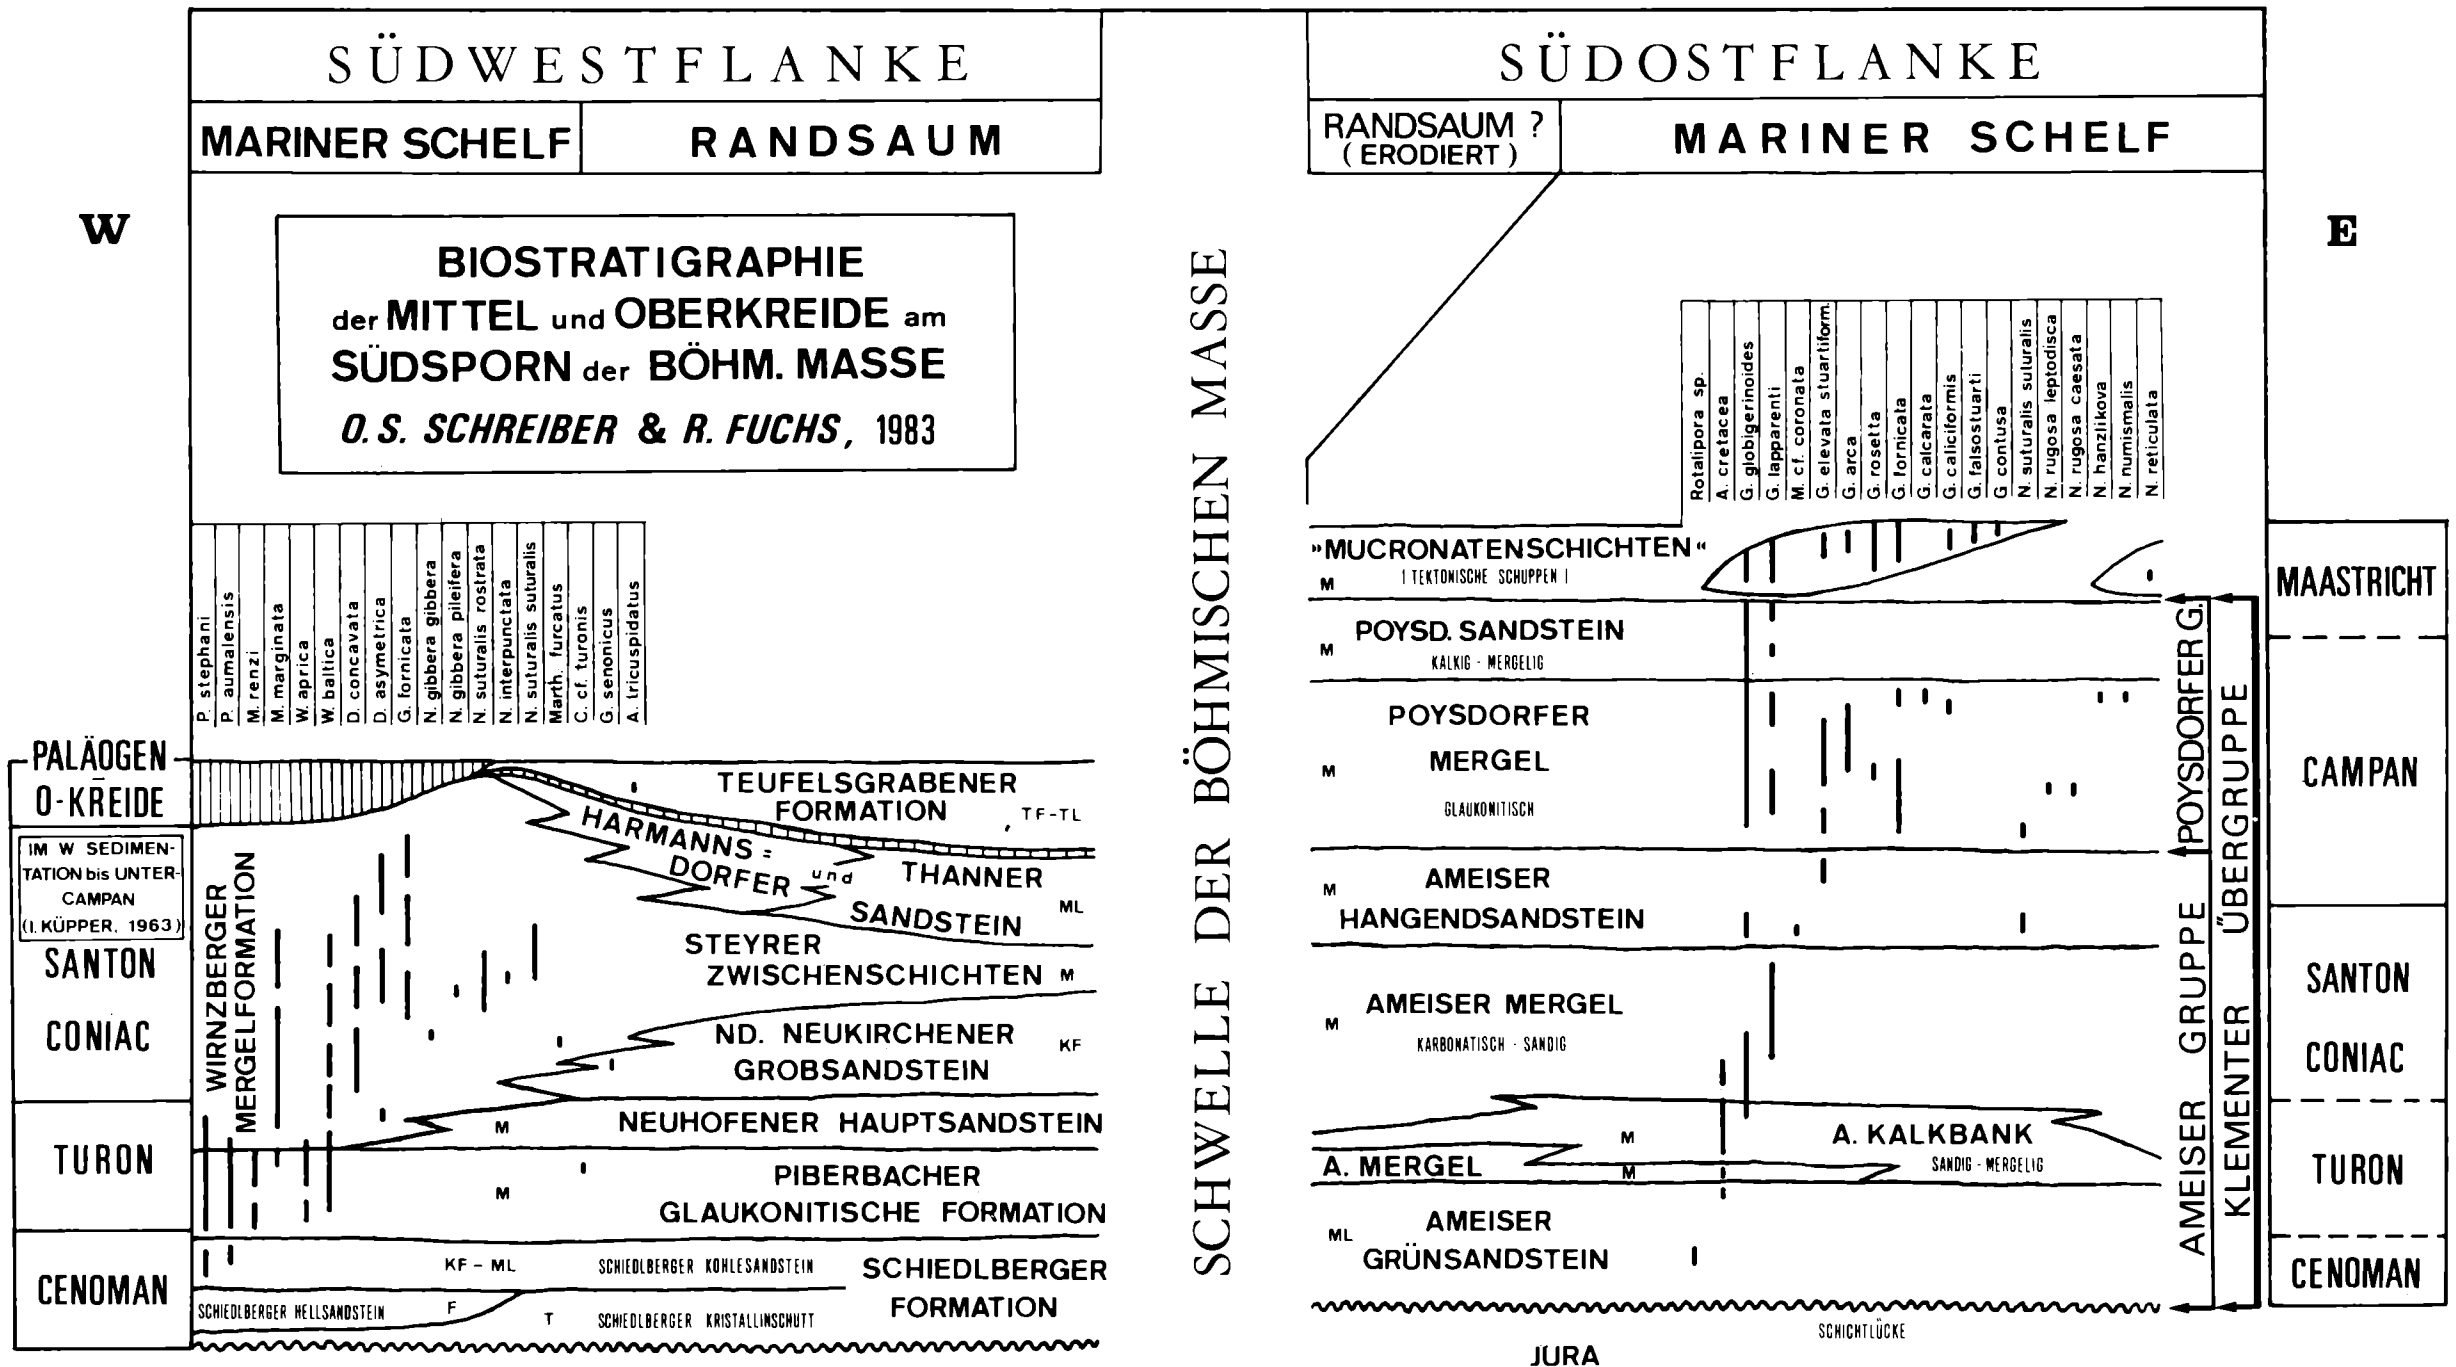 SÜDWESTFLANKE
MARINER SCHELF
RANDSAUM
W
BIOSTRATIGRAPHIE
der MITTEL und OBERKREIDE am
SÜDSPORN der BÖHM. MASSE
O. S. SCHREIBER & R. FUCHS, 1983
P. stephani
P. aumalensis
M. renzi
M. marginata
W. aprica
W. baltica
D. concavata
D. asymetrica
G. fornicata
N. gibbera gibbera
N. gibbera pileifera
N. suturalis rostrata
N. interpunctata
N. suturalis suturalis
Marth. furcatus
C. cf. turonis
G. senonicus
A. tricuspidatus
PALÄOGEN
–
O-KREIDE
IM W SEDIMEN-
TATION bis UNTER-
CAMPAN
(I. KÜPPER, 1963)
SANTON
CONIAC
TURON
CENOMAN
WIRNZBERGER
MERGELFORMATION
TEUFELSGRABENER
FORMATION
TF-TL
HARMANNS=
DORFER und THANNER
SANDSTEIN
ML
STEYRER
ZWISCHENSCHICHTEN M
ND. NEUKIRCHENER
GROBSANDSTEIN
KF
M NEUHOFENER HAUPTSANDSTEIN
PIBERBACHER
M
GLAUKONITISCHE FORMATION
KF – ML SCHIEDLBERGER KOHLESANDSTEIN
SCHIEDLBERGER
FORMATION
SCHIEDLBERGER HELLSANDSTEIN F
T SCHIEDLBERGER KRISTALLINSCHUTT
SCHWELLE DER BÖHMISCHEN MASSE
SÜDOSTFLANKE
RANDSAUM ?
( ERODIERT )
MARINER SCHELF
E
Rotalipora sp.
A. cretacea
G. globigerinoides
G. lapparenti
M. cf. coronata
G. elevata stuartiform.
G. arca
G. rosetta
G. fornicata
G. calcarata
G. caliciformis
G. falsostuarti
G. contusa
N. suturalis suturalis
N. rugosa leptodisca
N. rugosa caesata
N. hanzlikova
N. numismalis
N. reticulata
»MUCRONATENSCHICHTEN«
M ( TEKTONISCHE SCHUPPEN )
POYSD. SANDSTEIN
M
KALKIG - MERGELIG
POYSDORFER
MERGEL
M
GLAUKONITISCH
AMEISER
M
HANGENDSANDSTEIN
AMEISER MERGEL
M
KARBONATISCH - SANDIG
M A. KALKBANK
SANDIG - MERGELIG
A. MERGEL M
AMEISER
ML
GRÜNSANDSTEIN
SCHICHTLÜCKE
JURA
POYSDORFER G.
AMEISER GRUPPE
KLEMENTER ÜBERGRUPPE
MAASTRICHT
CAMPAN
SANTON
CONIAC
TURON
CENOMAN